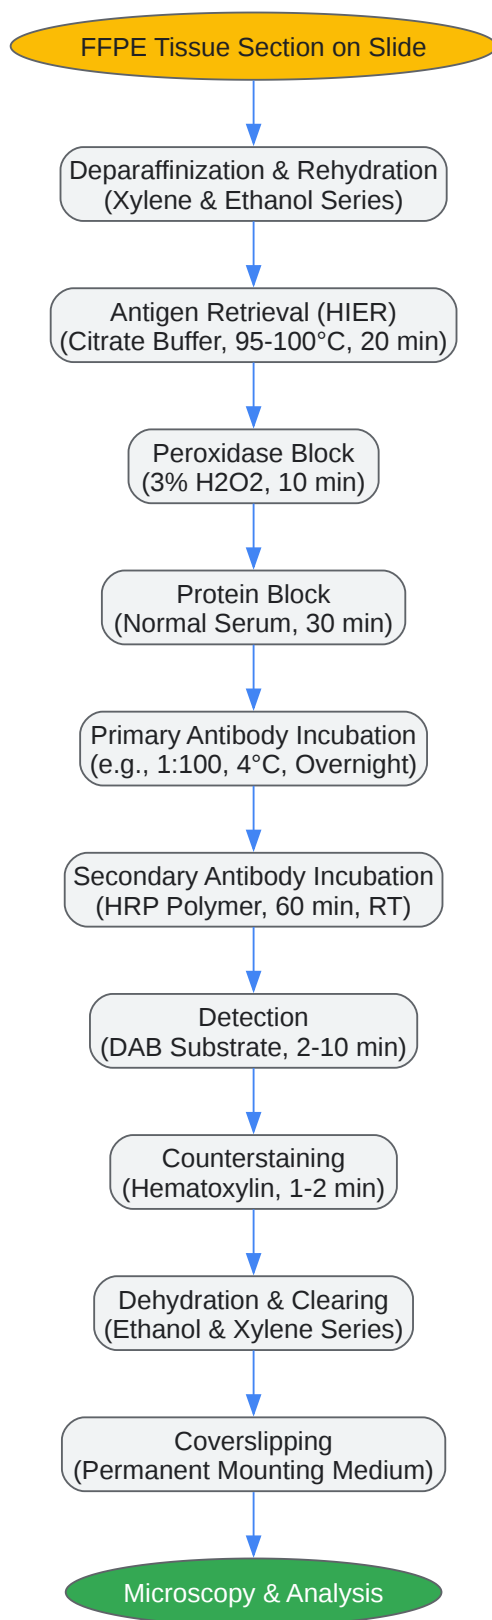 FFPE Tissue Section on Slide
Deparaffinization & Rehydration
(Xylene & Ethanol Series)
Antigen Retrieval (HIER)
(Citrate Buffer, 95-100°C, 20 min)
Peroxidase Block
(3% H2O2, 10 min)
Protein Block
(Normal Serum, 30 min)
Primary Antibody Incubation
(e.g., 1:100, 4°C, Overnight)
Secondary Antibody Incubation
(HRP Polymer, 60 min, RT)
Detection
(DAB Substrate, 2-10 min)
Counterstaining
(Hematoxylin, 1-2 min)
Dehydration & Clearing
(Ethanol & Xylene Series)
Coverslipping
(Permanent Mounting Medium)
Microscopy & Analysis